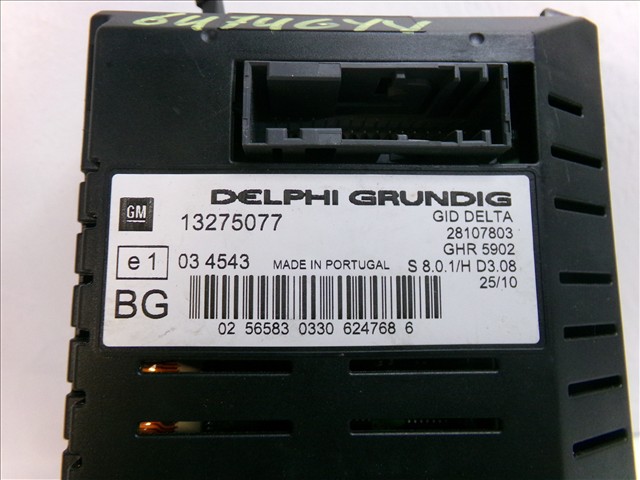 DELPHI GRUNDIG
GM
13275077
GID DELTA
28107803
GHR 5902
e 1
03 4543
MADE IN PORTUGAL
S 8.0.1/H D3.08
25/10
BG
02 56583 0330 624768 6